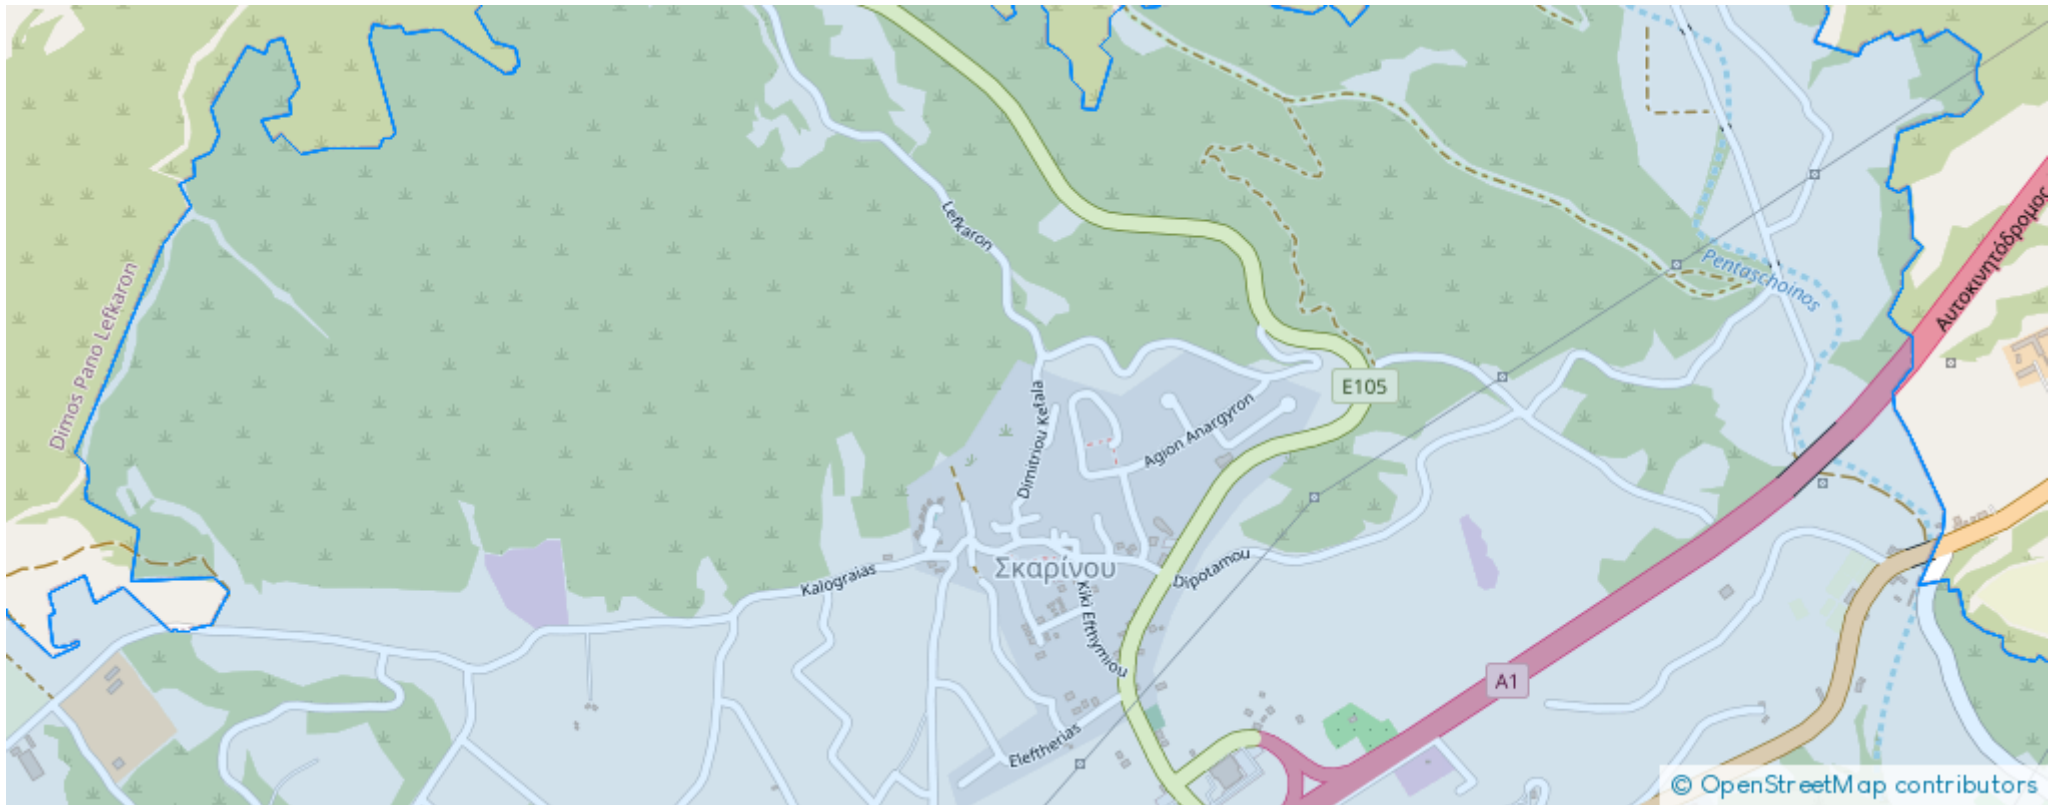 Dimos Pano Lefkaron
Lefkaron
Pentaschoinos
Αυτοκινητόδρομος
E105
Dimitriou Kefala
Agion Anargyron
Σκαρίνου
Kalograias
Dipotamou
Kiki Efthymiou
A1
Eleftherias
© OpenStreetMap contributors